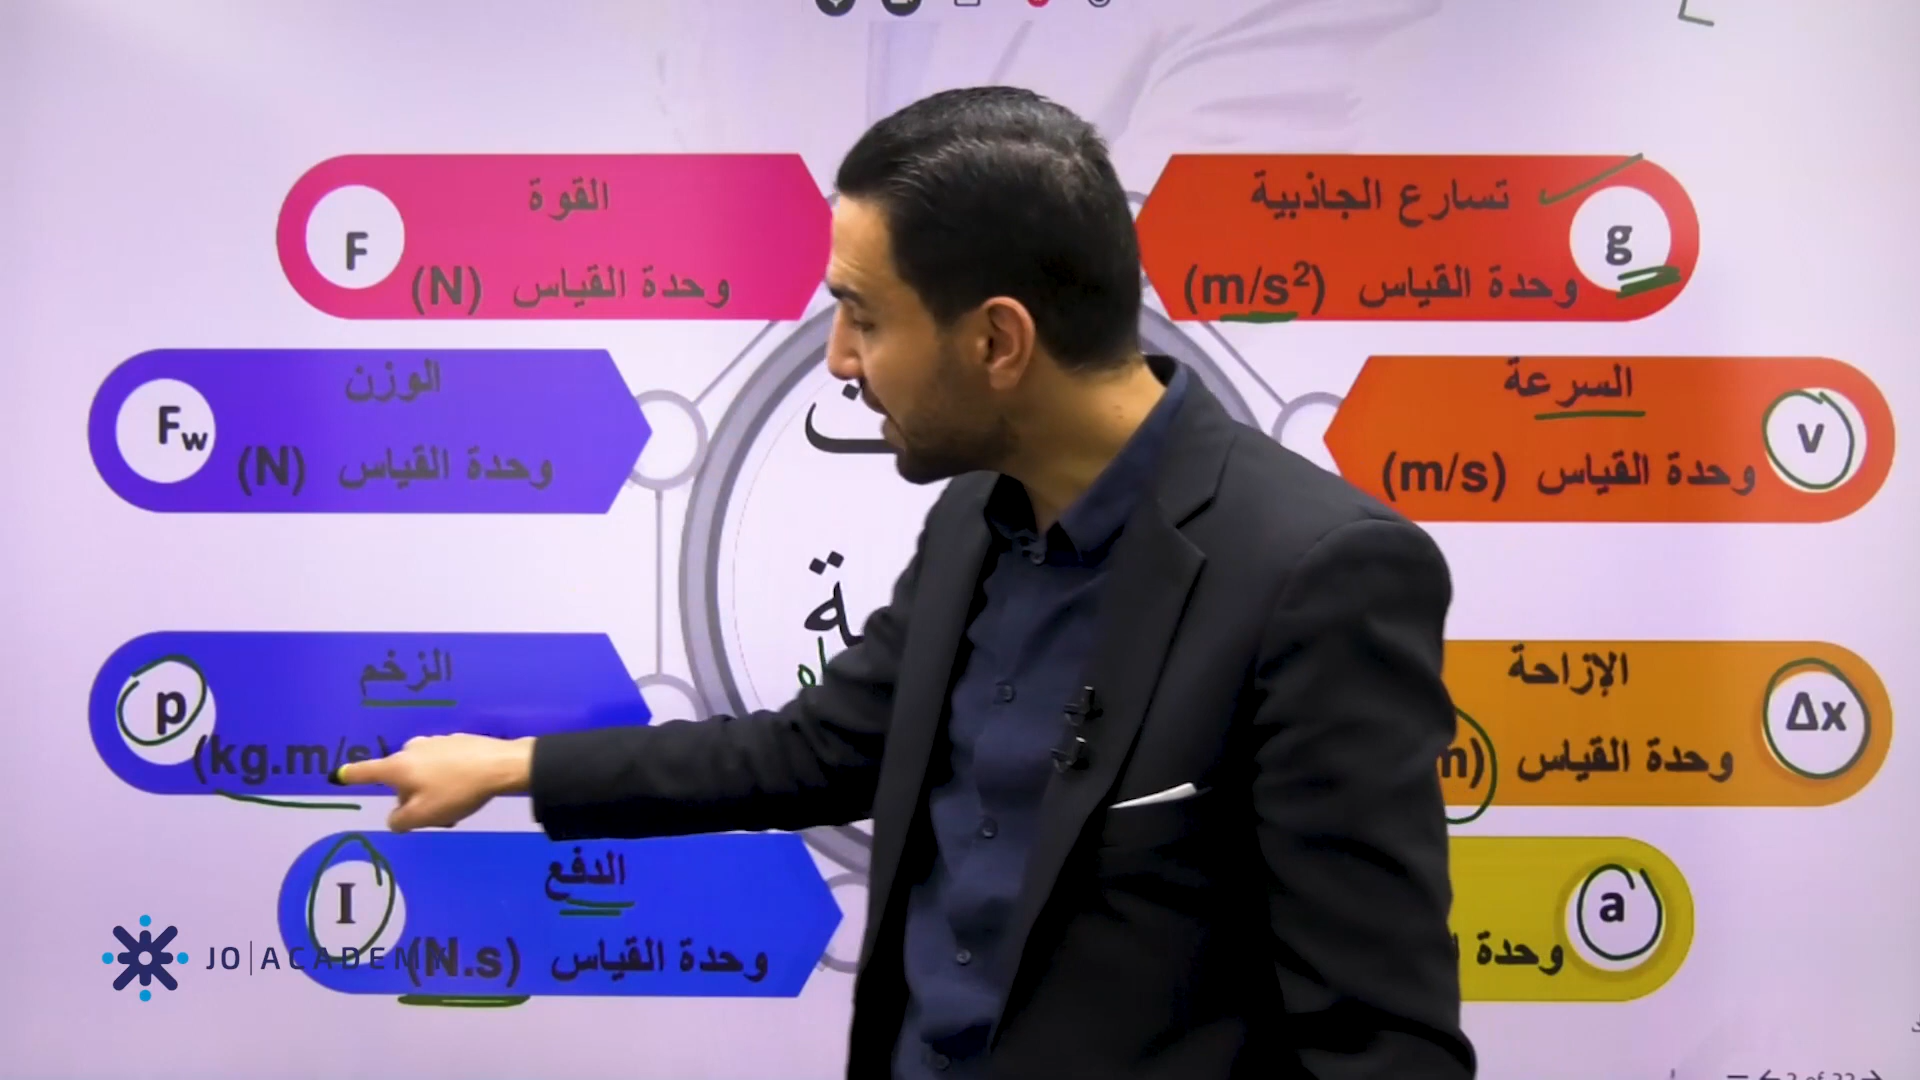 تسارع الجاذبية
g
وحدة القياس (m/s²)
السرعة
v
وحدة القياس (m/s)
الإزاحة
Δx
وحدة القياس
a
وحدة
القوة
F
وحدة القياس (N)
الوزن
Fw
وحدة القياس (N)
الزخم
p
(kg.m/s)
الدفع
I
وحدة القياس (N.s)
JO|ACADEMY